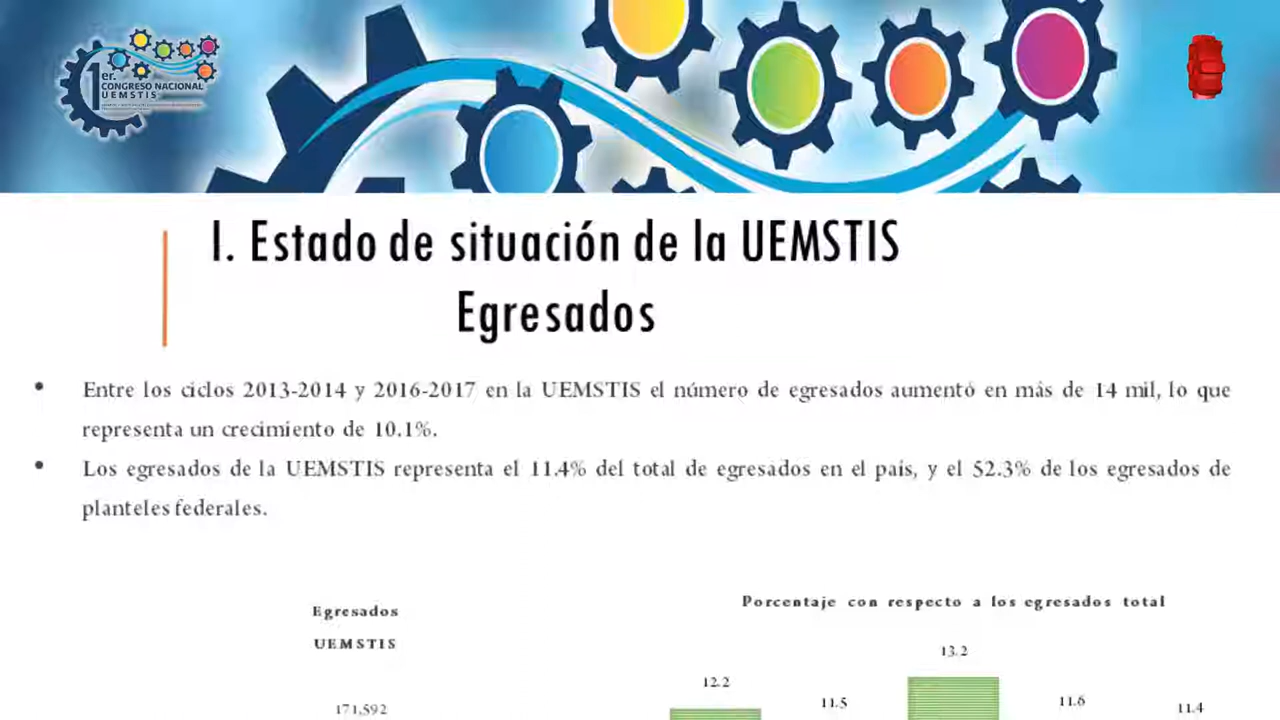 1er.
CONGRESO NACIONAL
UEMSTIS
I. Estado de situación de la UEMSTIS
Egresados
• Entre los ciclos 2013-2014 y 2016-2017 en la UEMSTIS el número de egresados aumentó en más de 14 mil, lo que
representa un crecimiento de 10.1%.
• Los egresados de la UEMSTIS representa el 11.4% del total de egresados en el país, y el 52.3% de los egresados de
planteles federales.
Egresados
UEMSTIS
171,592
Porcentaje con respecto a los egresados total
12.2
11.5
13.2
11.6
11.4